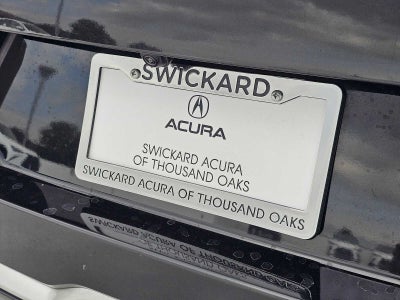 SWICKARD
ACURA
SWICKARD ACURA
OF THOUSAND OAKS
SWICKARD ACURA OF THOUSAND OAKS